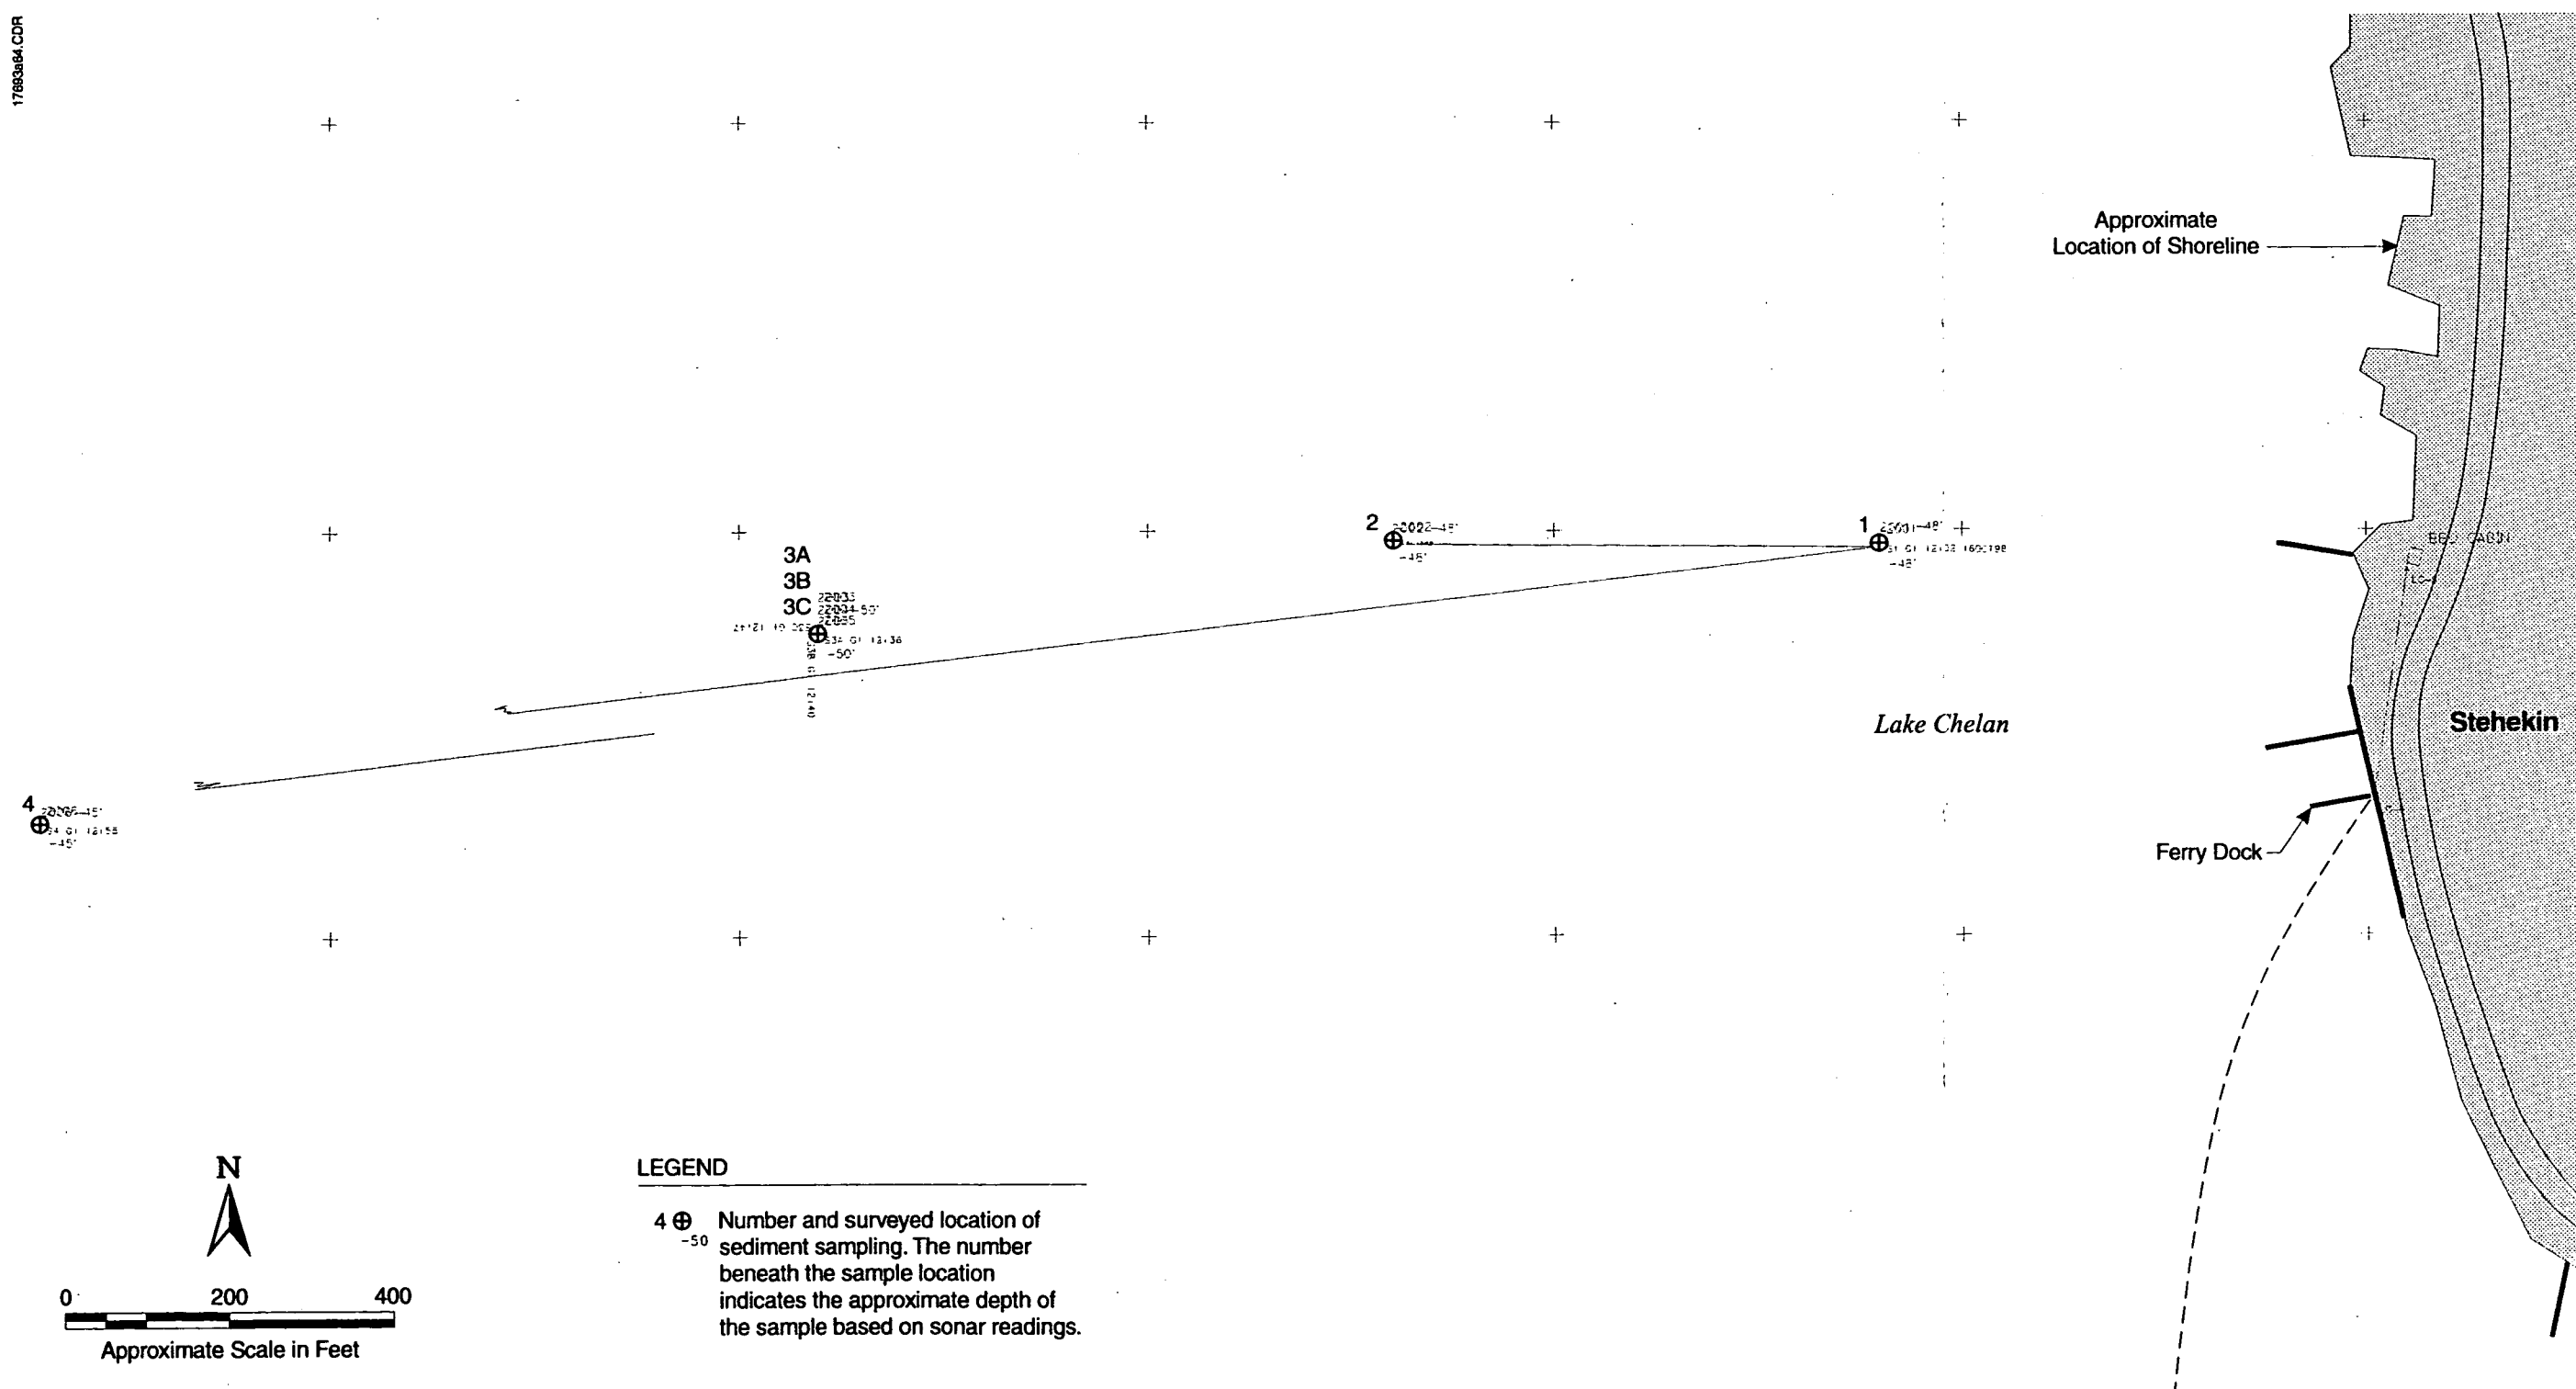 17693a64.CDR
Approximate
Location of Shoreline
2
-48'
1
-48'
3A
3B
3C
-50'
Lake Chelan
Stehekin
4
-45'
Ferry Dock
N
0 200 400
Approximate Scale in Feet
LEGEND
4
-50
Number and surveyed location of
sediment sampling. The number
beneath the sample location
indicates the approximate depth of
the sample based on sonar readings.